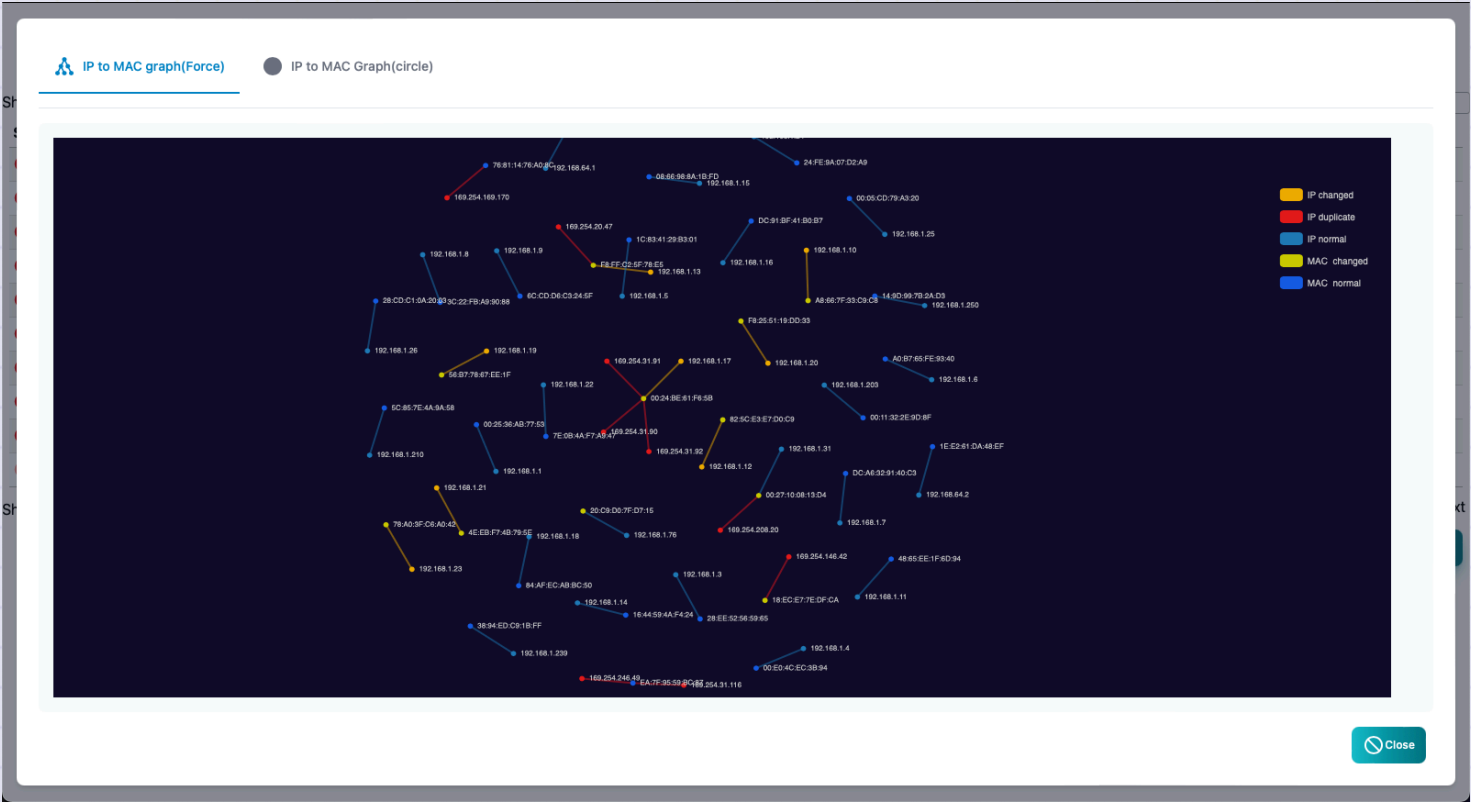 IP to MAC graph(Force)
IP to MAC Graph(circle)
Sh
76:81:14:76:A0:8C
192.168.64.1
24:FE:9A:07:D2:A9
08:66:98:8A:1B:FD
192.168.1.15
169.254.169.170
00:05:CD:79:A3:20
IP changed
IP duplicate
IP normal
MAC changed
MAC normal
DC:91:BF:41:B0:B7
169.254.20.47
192.168.1.25
1C:83:41:29:B3:01
192.168.1.8
192.168.1.9
192.168.1.10
192.168.1.16
F8:FF:C2:5F:78:E5
192.168.1.13
6C:CD:D6:C3:24:5F
192.168.1.5
14:9D:99:7B:2A:D3
28:CD:C1:0A:20:03
3C:22:FB:A9:90:88
A8:66:7F:33:C9:C8
192.168.1.250
F8:25:51:19:DD:33
192.168.1.26
192.168.1.19
169.254.31.91
192.168.1.17
192.168.1.20
A0:B7:65:FE:93:40
56:B7:78:67:EE:1F
192.168.1.6
192.168.1.22
192.168.1.203
00:24:BE:61:F6:5B
5C:85:7E:4A:9A:58
82:5C:E3:E7:D0:C9
00:11:32:2E:9D:8F
00:25:36:AB:77:53
7E:0B:4A:F7:A9:47
169.254.31.90
1E:E2:61:DA:48:EF
192.168.1.210
169.254.31.92
192.168.1.31
192.168.1.1
192.168.1.12
DC:A6:32:91:40:C3
192.168.1.21
00:27:10:08:13:D4
192.168.64.2
Sh
xt
20:C9:D0:7F:D7:15
78:A0:3F:C6:A0:42
192.168.1.7
4E:EB:F7:4B:79:5E
192.168.1.18
192.168.1.76
169.254.208.20
192.168.1.23
169.254.146.42
48:65:EE:1F:6D:94
192.168.1.3
84:AF:EC:AB:BC:50
192.168.1.14
18:EC:E7:7E:DF:CA
192.168.1.11
16:44:59:4A:F4:24
28:EE:52:56:59:65
38:94:ED:C9:1B:FF
192.168.1.239
192.168.1.4
00:E0:4C:EC:3B:94
169.254.246.49
169.254.31.116
Close